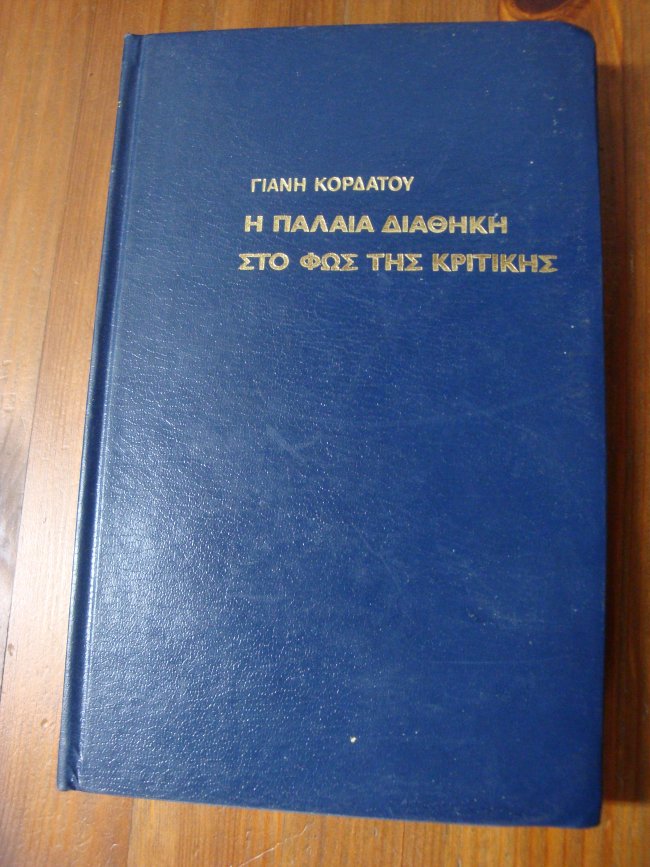 ΓΙΑΝΗ ΚΟΡΔΑΤΟΥ
Η ΠΑΛΑΙΑ ΔΙΑΘΗΚΗ
ΣΤΟ ΦΩΣ ΤΗΣ ΚΡΙΤΙΚΗΣ